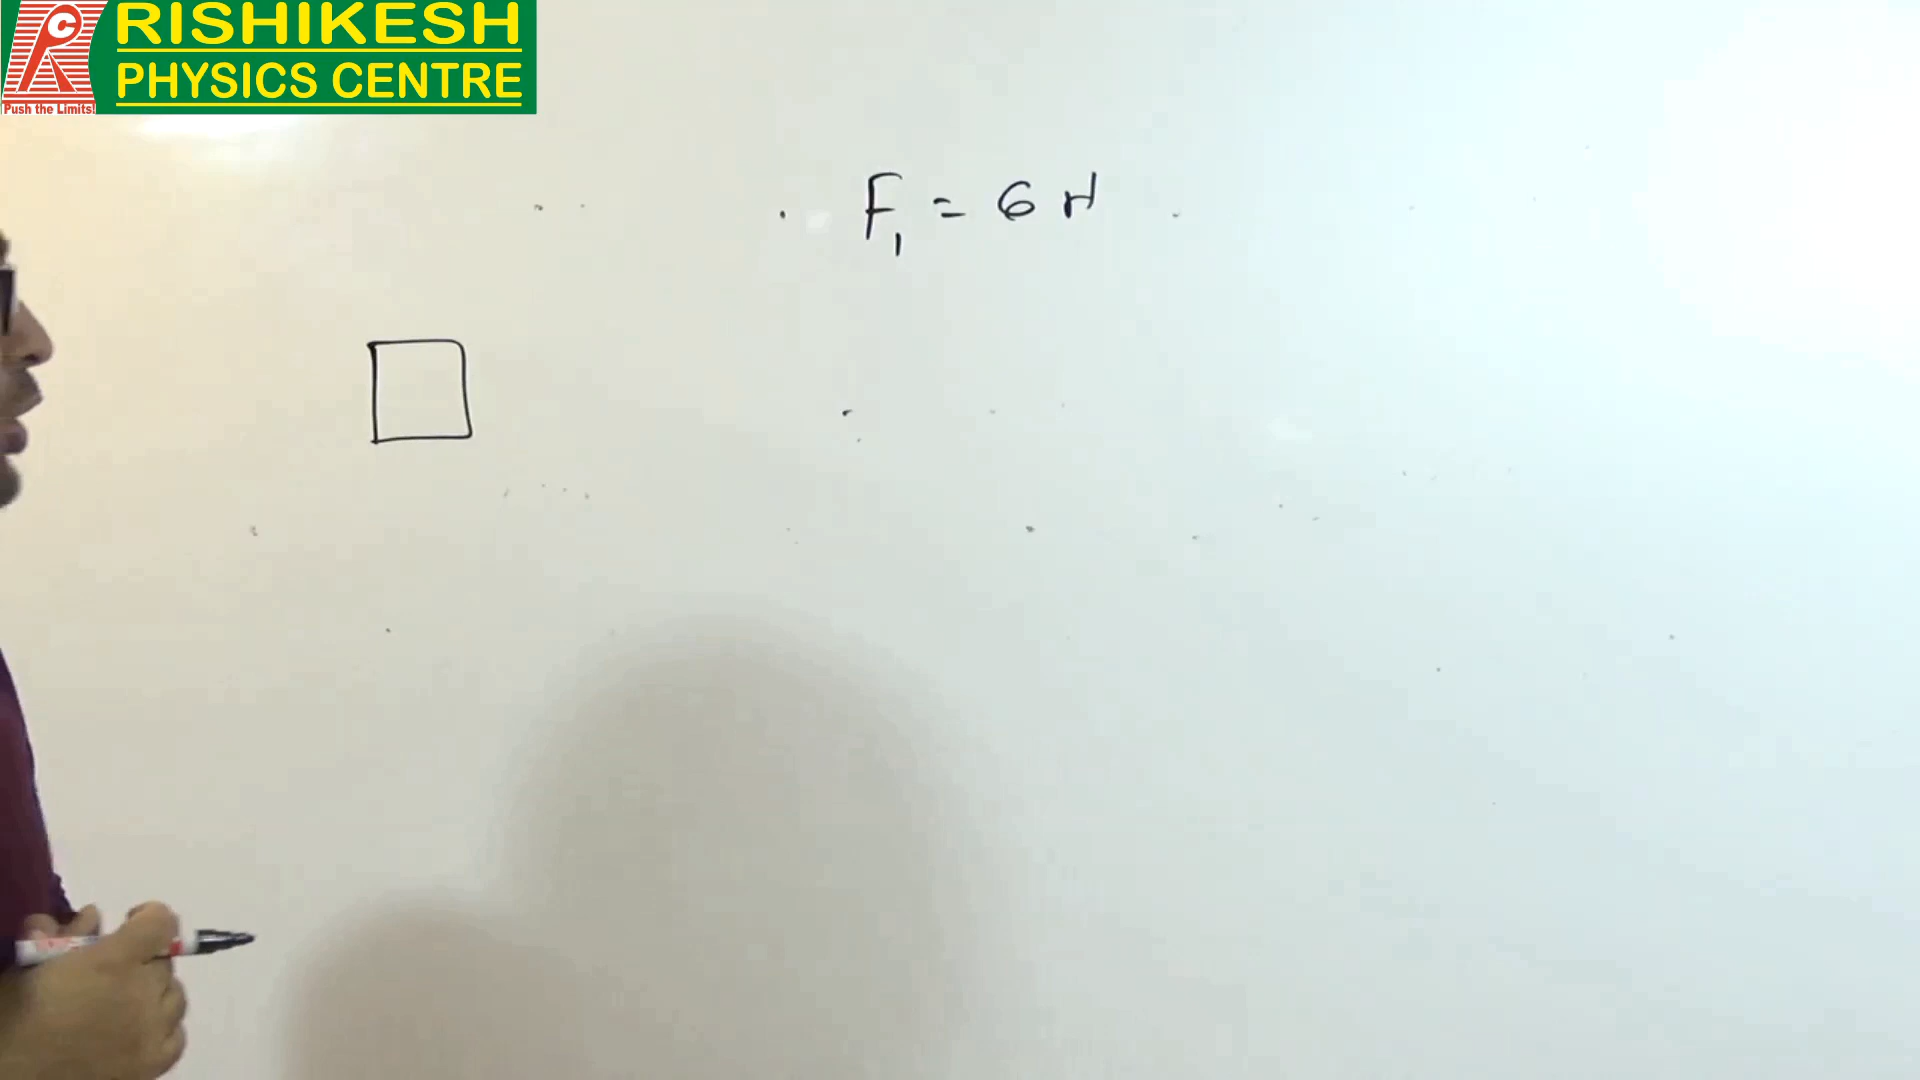 RISHIKESH
PHYSICS CENTRE
Push the Limits!
F₁ = 6 N